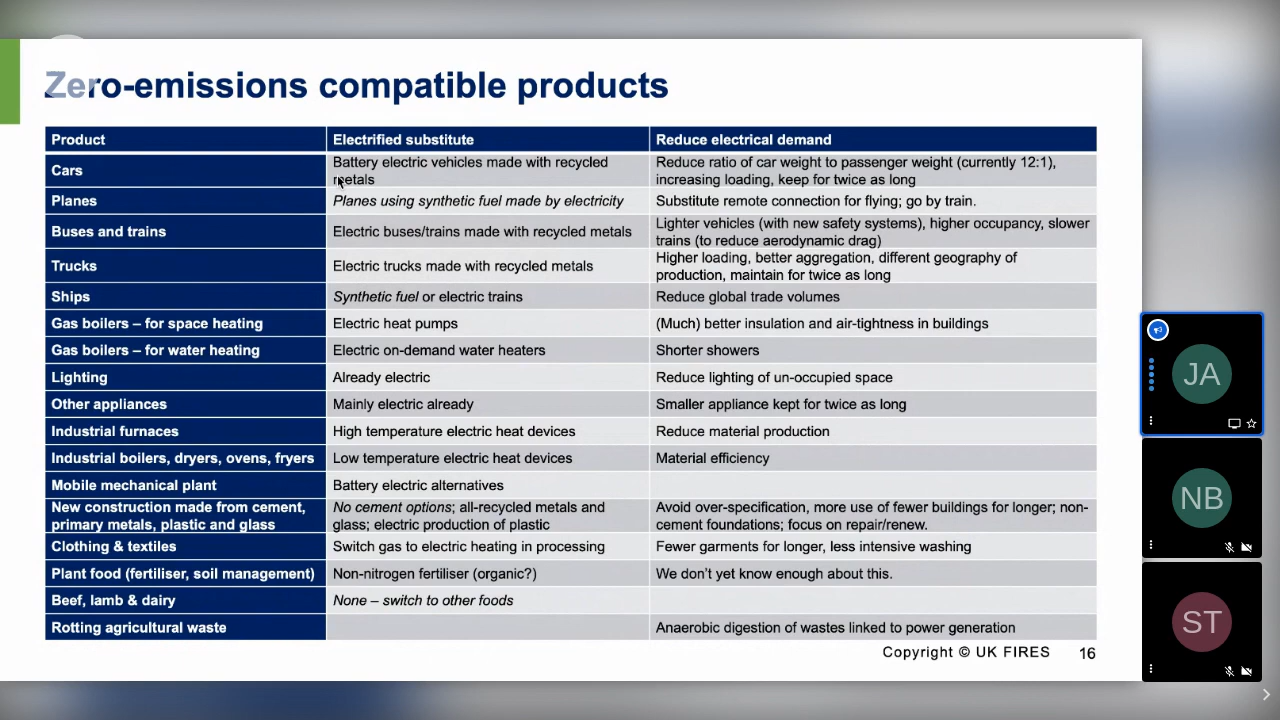 Zero-emissions compatible products
Product Electrified substitute Reduce electrical demand
Cars
Battery electric vehicles made with recycled
metals
Reduce ratio of car weight to passenger weight (currently 12:1),
increasing loading, keep for twice as long
Planes Planes using synthetic fuel made by electricity Substitute remote connection for flying; go by train.
Buses and trains Electric buses/trains made with recycled metals
Lighter vehicles (with new safety systems), higher occupancy, slower
trains (to reduce aerodynamic drag)
Trucks Electric trucks made with recycled metals
Higher loading, better aggregation, different geography of
production, maintain for twice as long
Ships Synthetic fuel or electric trains Reduce global trade volumes
Gas boilers – for space heating Electric heat pumps (Much) better insulation and air-tightness in buildings
Gas boilers – for water heating Electric on-demand water heaters Shorter showers
Lighting Already electric Reduce lighting of un-occupied space
Other appliances Mainly electric already Smaller appliance kept for twice as long
Industrial furnaces High temperature electric heat devices Reduce material production
Industrial boilers, dryers, ovens, fryers Low temperature electric heat devices Material efficiency
Mobile mechanical plant Battery electric alternatives
New construction made from cement,
primary metals, plastic and glass
No cement options; all-recycled metals and
glass; electric production of plastic
Avoid over-specification, more use of fewer buildings for longer; non-
cement foundations; focus on repair/renew.
Clothing & textiles Switch gas to electric heating in processing Fewer garments for longer, less intensive washing
Plant food (fertiliser, soil management) Non-nitrogen fertiliser (organic?) We don't yet know enough about this.
Beef, lamb & dairy None – switch to other foods
Rotting agricultural waste Anaerobic digestion of wastes linked to power generation
Copyright © UK FIRES 16
JA
NB
ST